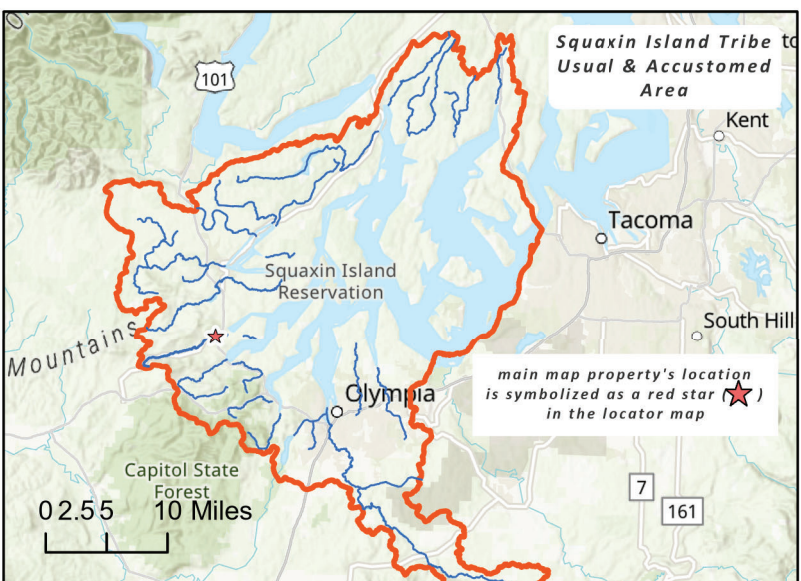 Squaxin Island Tribe
Usual & Accustomed
Area
101
Kent
Tacoma
Squaxin Island
Reservation
South Hill
Mountains
main map property's location
is symbolized as a red star ( )
in the locator map
Olympia
Capitol State
Forest
7
161
0 2.5 5 10 Miles